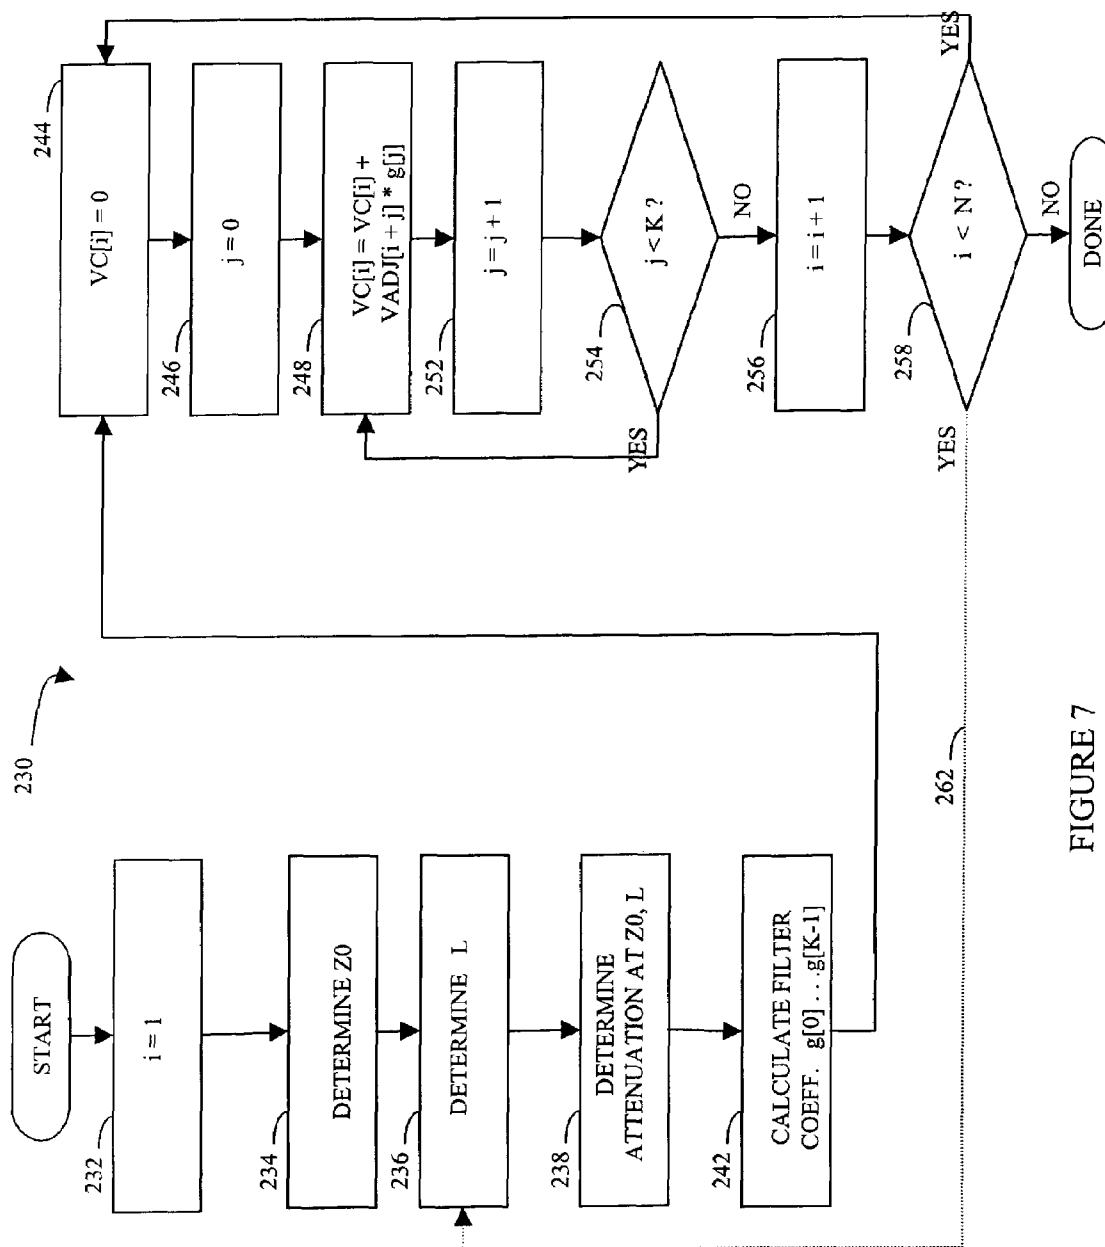 230
START
232
i = 1
234
DETERMINE Z0
236
DETERMINE L
238
DETERMINE
ATTENUATION AT Z0, L
242
CALCULATE FILTER
COEFF. g[0] . . . g[K-1]
244
VC[i] = 0
246
j = 0
248
VC[i] = VC[i] +
VADJ[i + j] * g[j]
252
j = j + 1
254
j < K ?
YES
NO
256
i = i + 1
258
i < N ?
YES
YES
NO
DONE
262
FIGURE 7